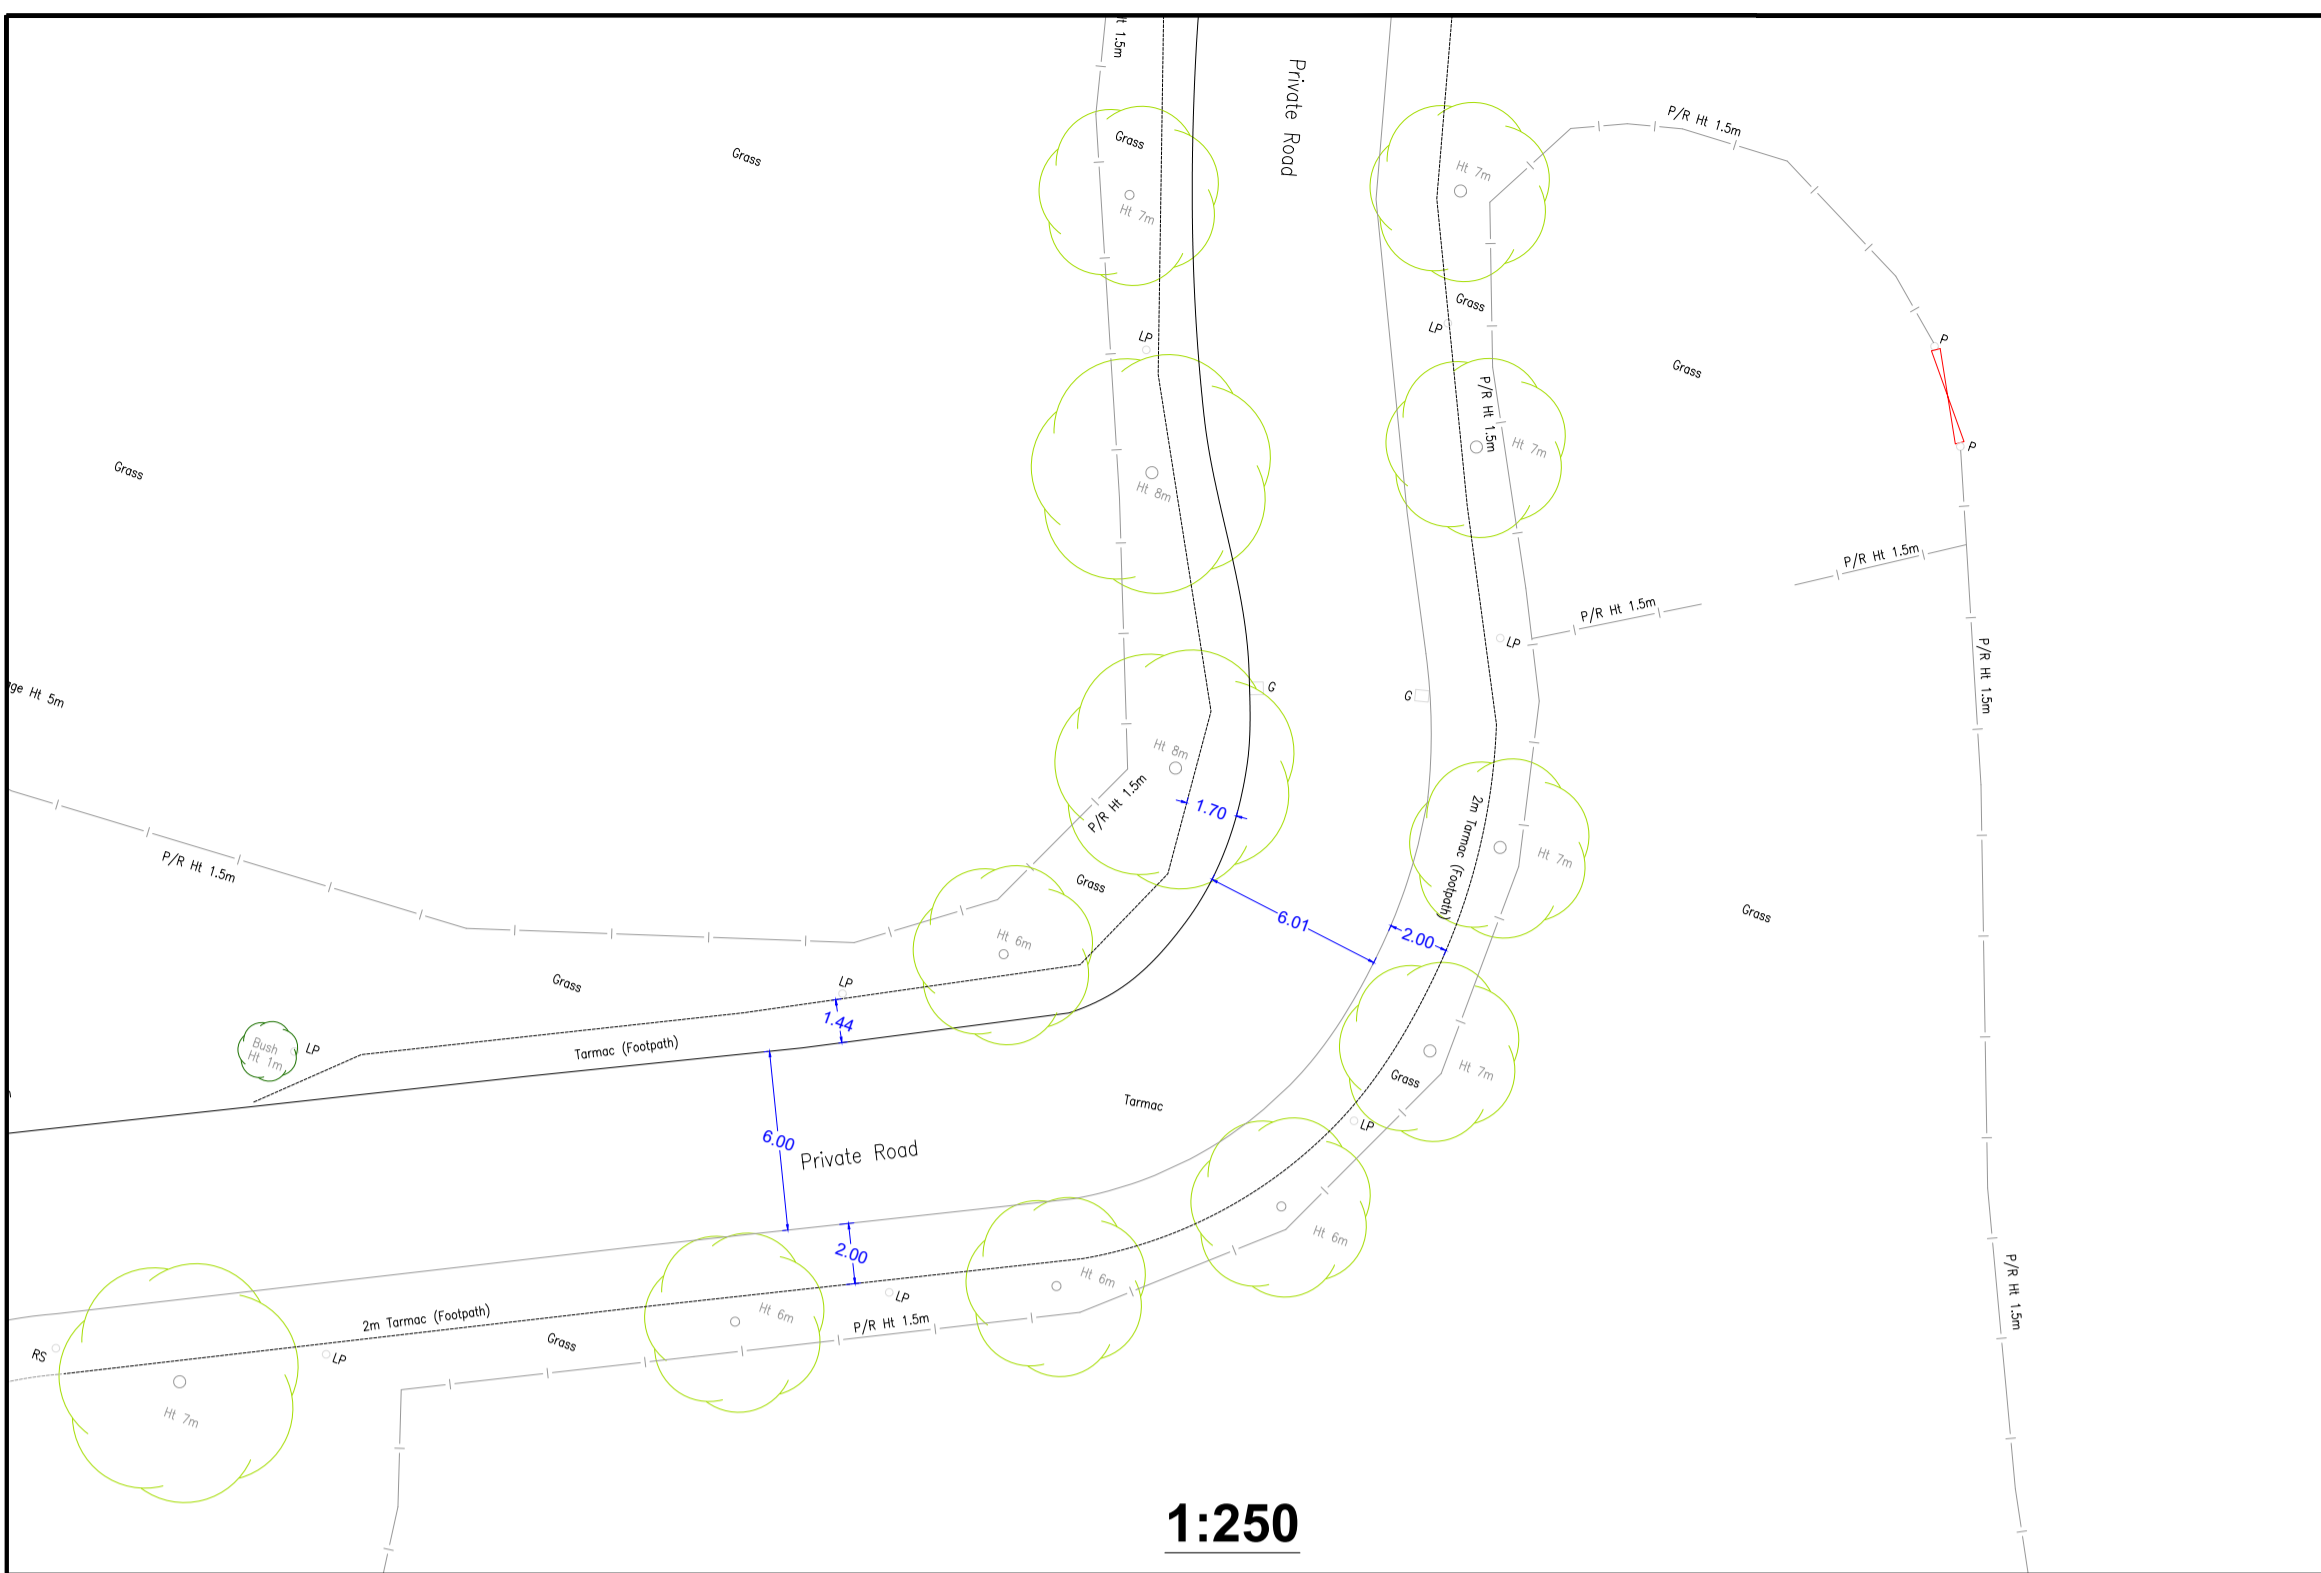 Ht 1.5m
Private Road
P/R Ht 1.5m
Grass
Grass
Ht 7m
Ht 7m
Grass
LP
LP
P
Grass
P/R Ht 1.5m
Ht 7m
P
Grass
Ht 8m
P/R Ht 1.5m
P/R Ht 1.5m
LP
P/R Ht 1.5m
Ht 5m
G
G
Ht 8m
P/R Ht 1.5m
1.70
2m Tarmac (Footpath)
Ht 7m
P/R Ht 1.5m
Grass
Grass
6.01
2.00
Ht 6m
Grass
LP
1.44
Tarmac (Footpath)
Bush
Ht 1m
LP
Grass
Ht 7m
Tarmac
LP
6.00
Private Road
2.00
Ht 6m
Ht 6m
Ht 6m
LP
P/R Ht 1.5m
P/R Ht 1.5m
2m Tarmac (Footpath)
Grass
RS
LP
Ht 7m
1:250